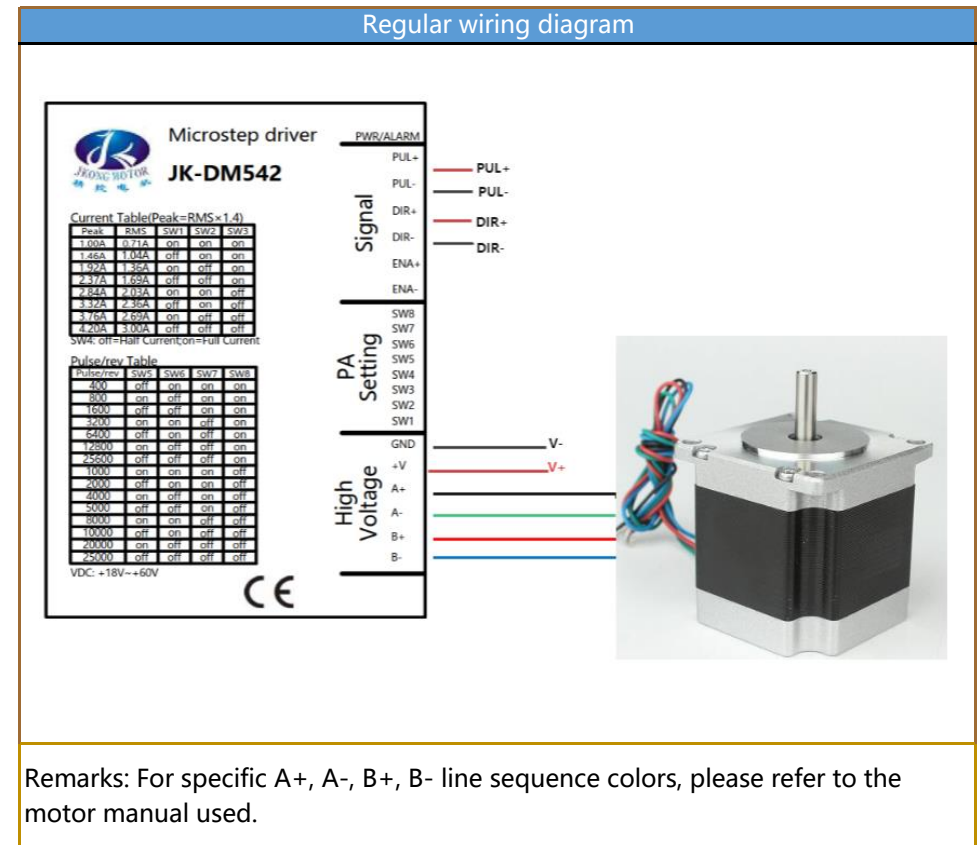 Regular wiring diagram
Microstep driver
JK-DM542
JKONG MOTOR
精控电机
Current Table(Peak=RMS×1.4)
Peak RMS SW1 SW2 SW3
1.00A 0.71A on on on
1.46A 1.04A off on on
1.92A 1.36A on off on
2.37A 1.69A off off on
2.84A 2.03A on on off
3.32A 2.36A off on off
3.76A 2.69A on off off
4.20A 3.00A off off off
SW4: off=Half Current;on=Full Current
Pulse/rev Table
Pulse/rev SW5 SW6 SW7 SW8
400 off on on on
800 on off on on
1600 off off on on
3200 on on off on
6400 off on off on
12800 on off off on
25600 off off off on
1000 on on on off
2000 off on on off
4000 on off on off
5000 off off on off
8000 on on off off
10000 off on off off
20000 on off off off
25000 off off off off
VDC: +18V~+60V
CE
PWR/ALARM
Signal
PUL+
PUL-
DIR+
DIR-
ENA+
ENA-
PA Setting
SW8
SW7
SW6
SW5
SW4
SW3
SW2
SW1
High Voltage
GND
+V
A+
A-
B+
B-
PUL+
PUL-
DIR+
DIR-
V-
V+
Remarks: For specific A+, A-, B+, B- line sequence colors, please refer to the
motor manual used.